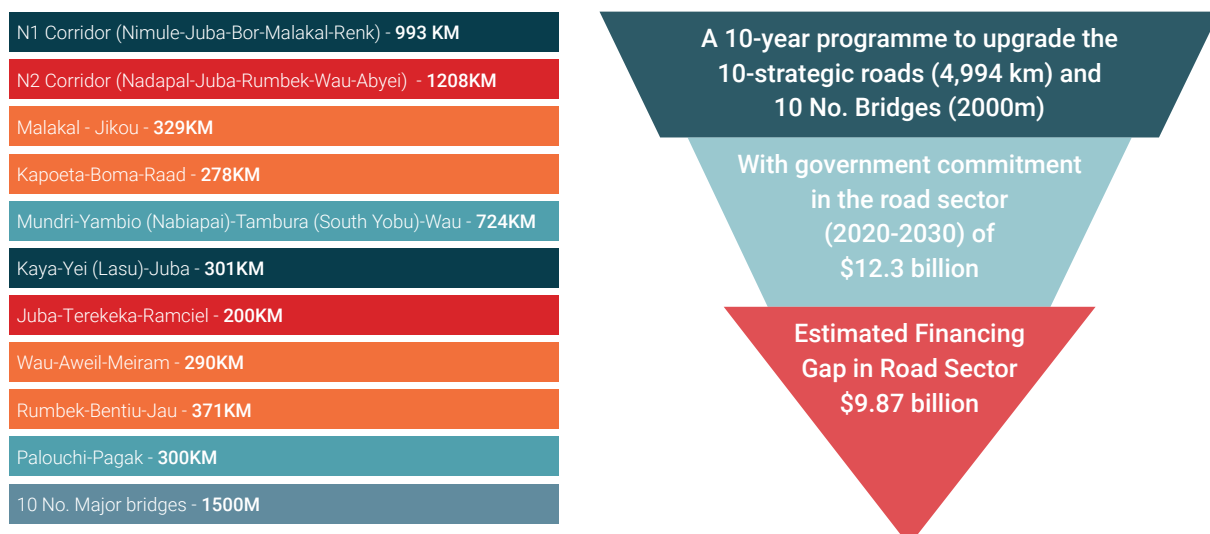 N1 Corridor (Nimule-Juba-Bor-Malakal-Renk) - 993 KM
N2 Corridor (Nadapal-Juba-Rumbek-Wau-Abyei) - 1208KM
Malakal - Jikou - 329KM
Kapoeta-Boma-Raad - 278KM
Mundri-Yambio (Nabiapai)-Tambura (South Yobu)-Wau - 724KM
Kaya-Yei (Lasu)-Juba - 301KM
Juba-Terekeka-Ramciel - 200KM
Wau-Aweil-Meiram - 290KM
Rumbek-Bentiu-Jau - 371KM
Palouchi-Pagak - 300KM
10 No. Major bridges - 1500M
A 10-year programme to upgrade the
10-strategic roads (4,994 km) and
10 No. Bridges (2000m)
With government commitment
in the road sector
(2020-2030) of
$12.3 billion
Estimated Financing
Gap in Road Sector
$9.87 billion